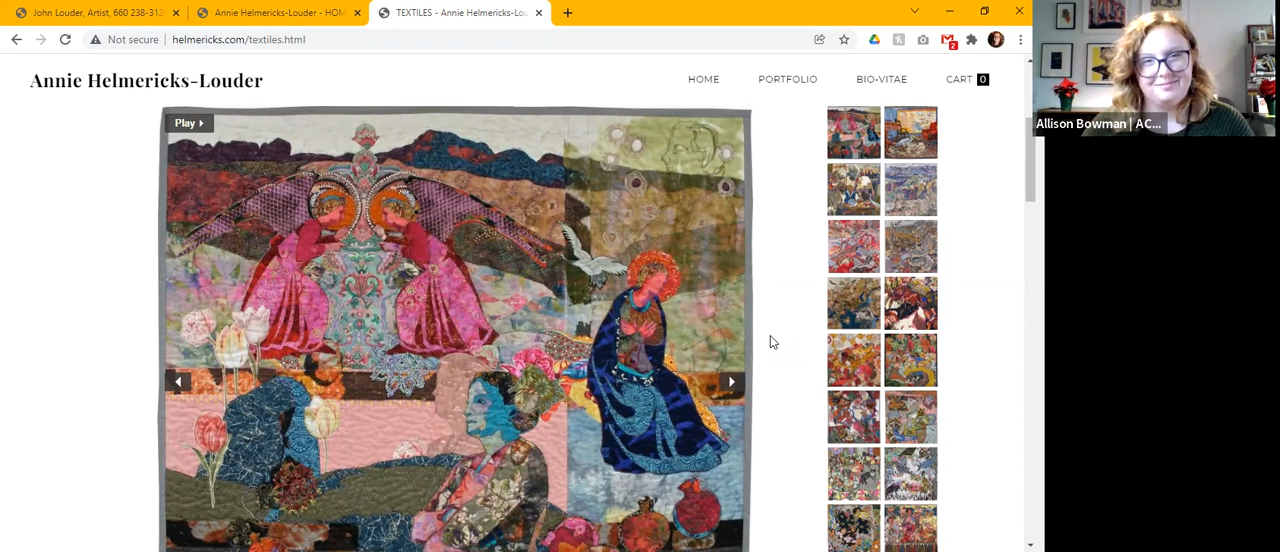 John Louder, Artist, 660 238-312
Annie Helmericks-Louder - HOM
TEXTILES - Annie Helmericks-Lou
Not secure
helmericks.com/textiles.html
2
Annie Helmericks-Louder
HOME
PORTFOLIO
BIO-VITAE
CART 0
Play
Allison Bowman | AC...